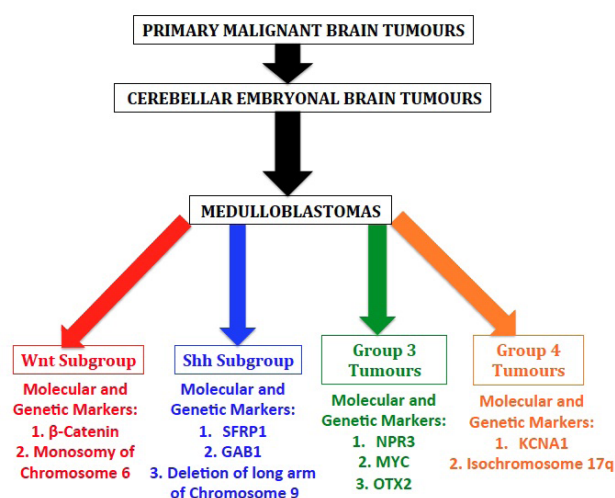 PRIMARY MALIGNANT BRAIN TUMOURS
CEREBELLAR EMBRYONAL BRAIN TUMOURS
MEDULLOBLASTOMAS
Wnt Subgroup
Molecular and
Genetic Markers:
1. β-Catenin
2. Monosomy of
Chromosome 6
Shh Subgroup
Molecular and
Genetic Markers:
1. SFRP1
2. GAB1
3. Deletion of long arm
of Chromosome 9
Group 3
Tumours
Molecular and
Genetic Markers:
1. NPR3
2. MYC
3. OTX2
Group 4
Tumours
Molecular and
Genetic Markers:
1. KCNA1
2. Isochromosome 17q